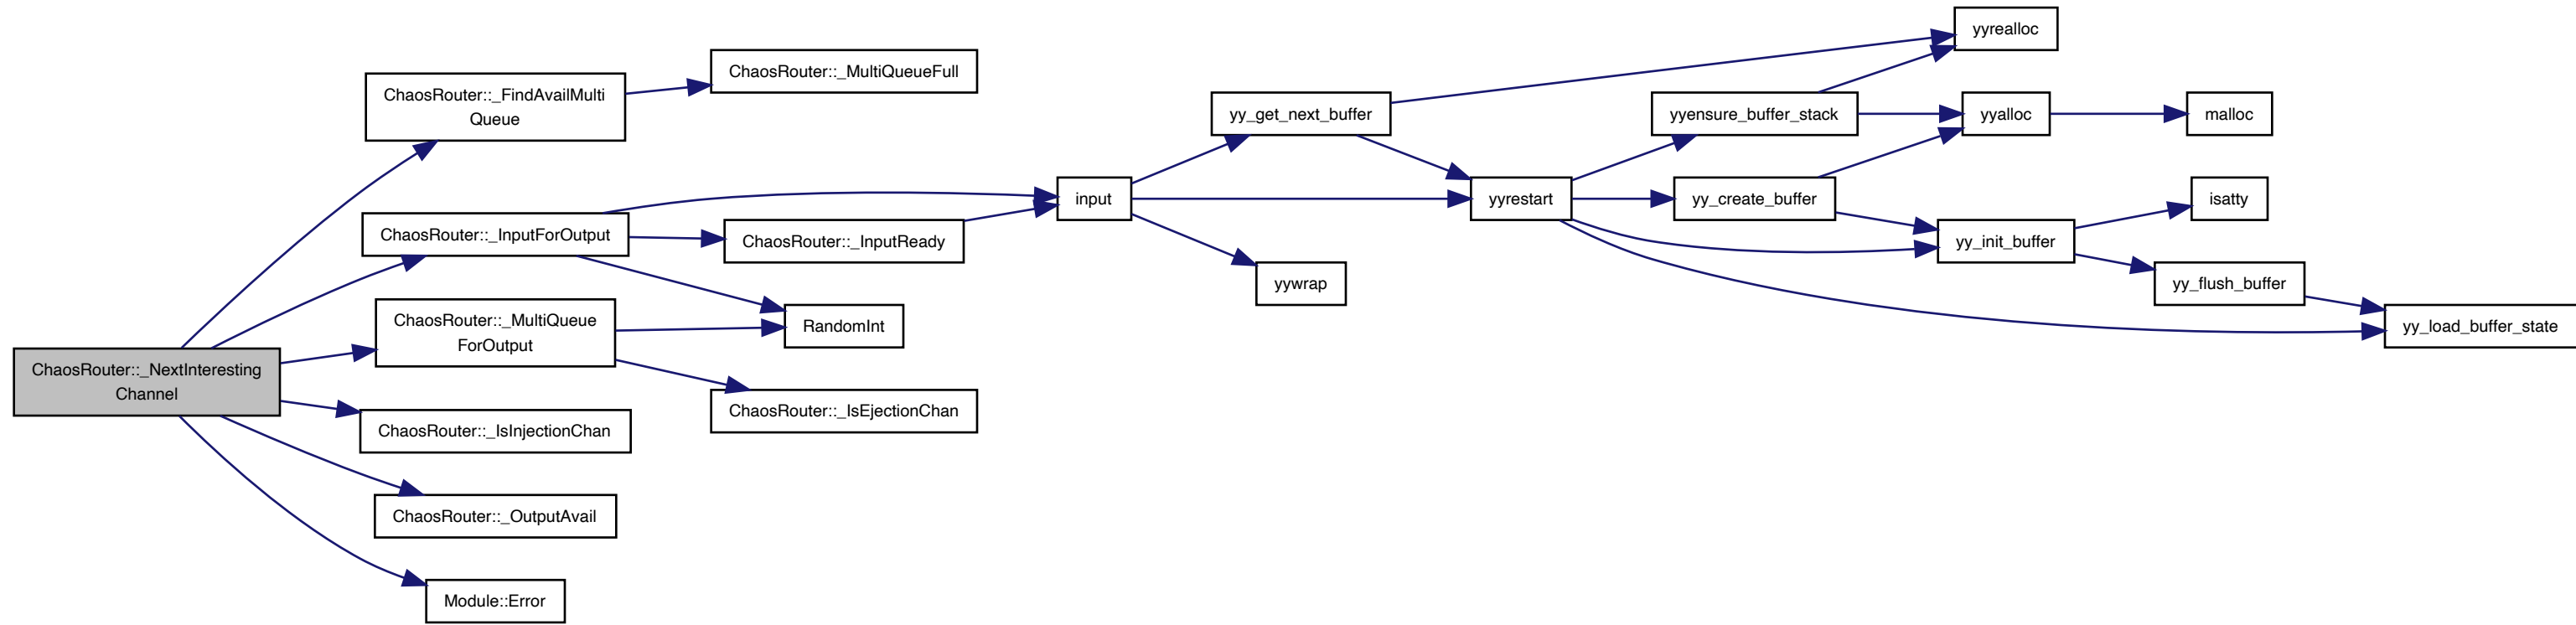 ChaosRouter::_NextInteresting
Channel
ChaosRouter::_FindAvailMulti
Queue
ChaosRouter::_InputForOutput
ChaosRouter::_MultiQueue
ForOutput
ChaosRouter::_IsInjectionChan
ChaosRouter::_OutputAvail
Module::Error
ChaosRouter::_MultiQueueFull
ChaosRouter::_InputReady
RandomInt
ChaosRouter::_IsEjectionChan
input
yy_get_next_buffer
yywrap
yyrestart
yyensure_buffer_stack
yy_create_buffer
yyrealloc
yyalloc
yy_init_buffer
malloc
isatty
yy_flush_buffer
yy_load_buffer_state